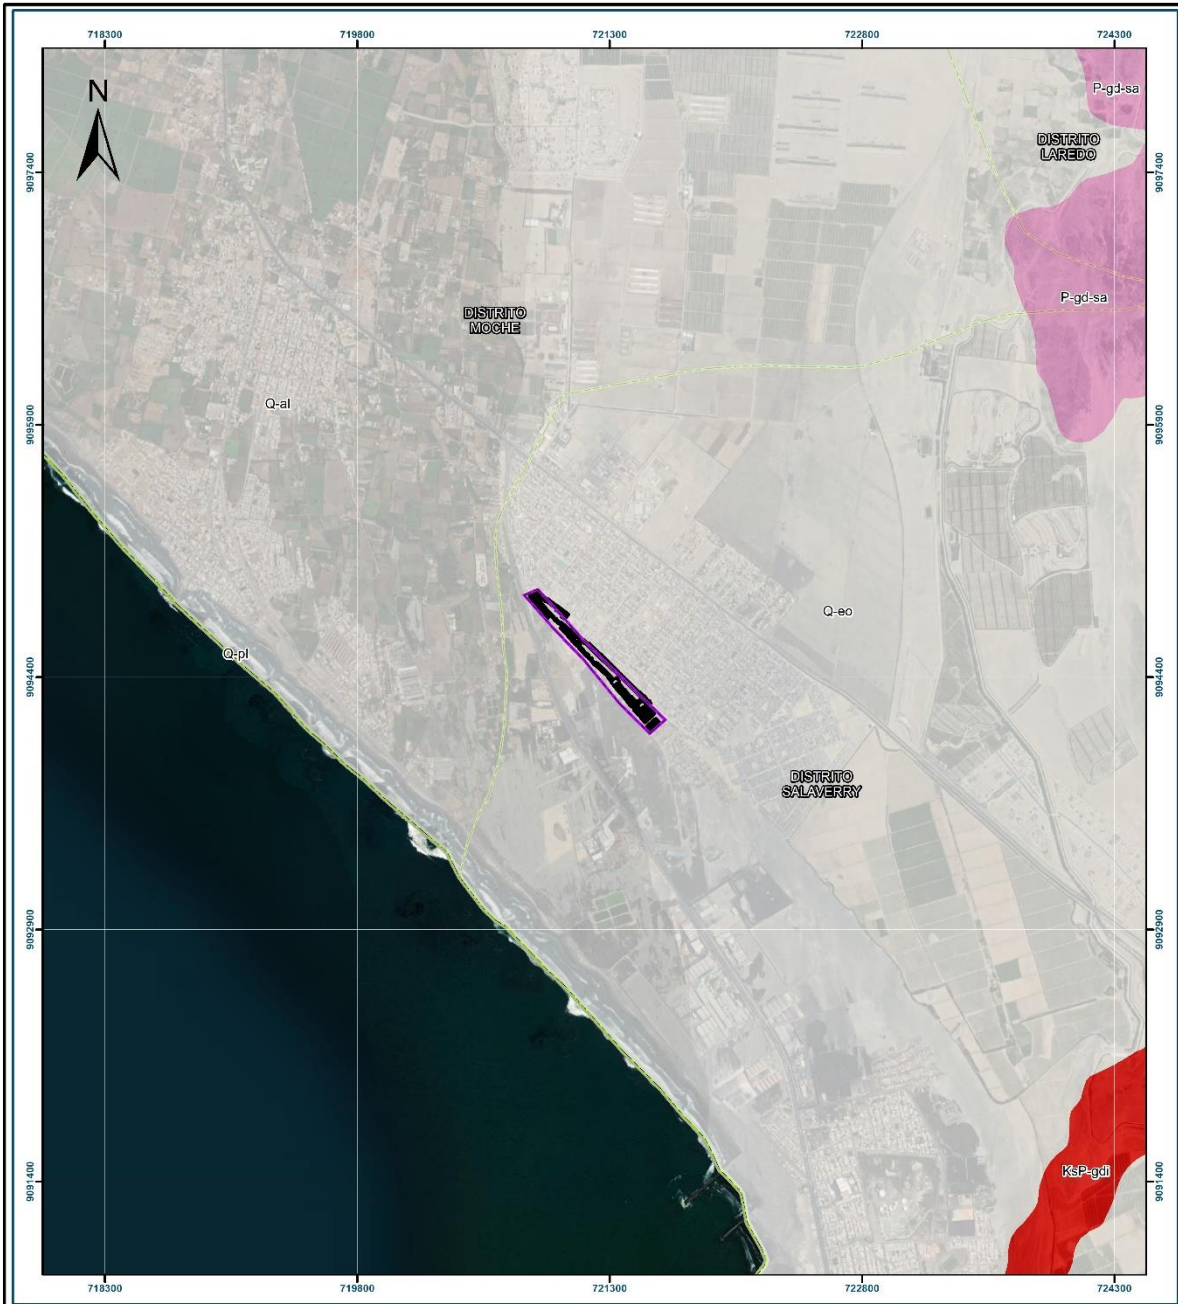 718300 719800 721300 722800 724300
N
P-gd-sa
DISTRITO
LAREDO
9097400 9097400
P-gd-sa
DISTRITO
MOCHE
Q-al
9095900 9095900
Q-eo
Q-pl
9094400 9094400
DISTRITO
SALAVERRY
9092900 9092900
KsP-gdi
9091400 9091400
718300 719800 721300 722800 724300